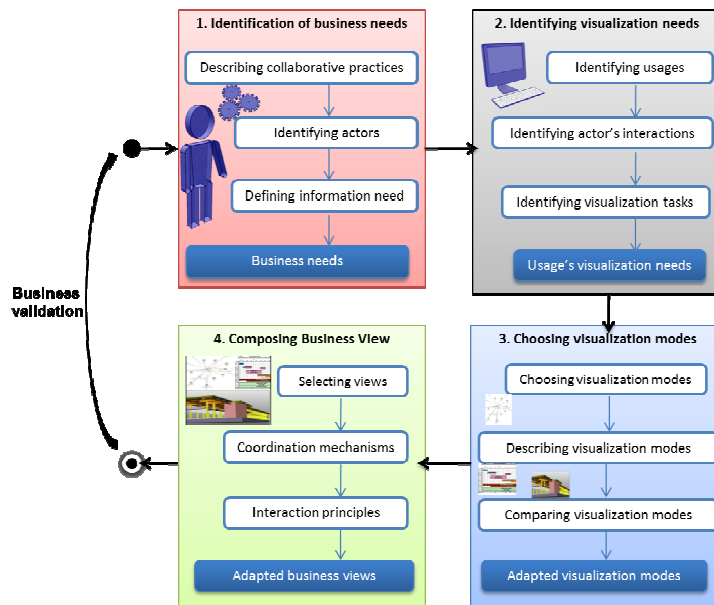 1. Identification of business needs
Describing collaborative practices
Identifying actors
Defining information need
Business needs
2. Identifying visualization needs
Identifying usages
Identifying actor's interactions
Identifying visualization tasks
Usage's visualization needs
Business
validation
4. Composing Business View
Selecting views
Coordination mechanisms
Interaction principles
Adapted business views
3. Choosing visualization modes
Choosing visualization modes
Describing visualization modes
Comparing visualization modes
Adapted visualization modes